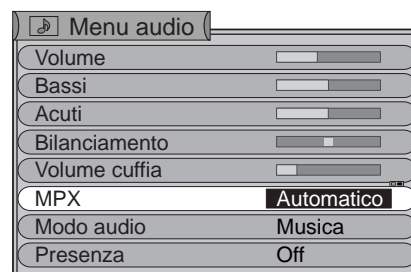 Menu audio
Volume
Bassi
Acuti
Bilanciamento
Volume cuffia
MPX Automatico
Modo audio Musica
Presenza Off